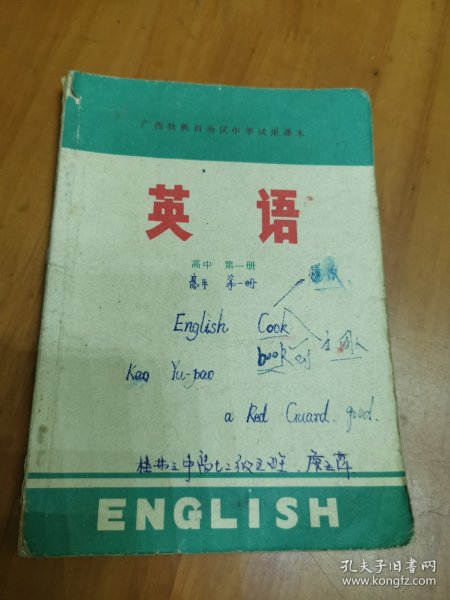 广西壮族自治区中学试用课本
英语
高中 第一册
高中 第一册
English Cook
book
Kao Yu-pao
a Red Guard. good.
ENGLISH
孔夫子旧书网
www.kongfz.com